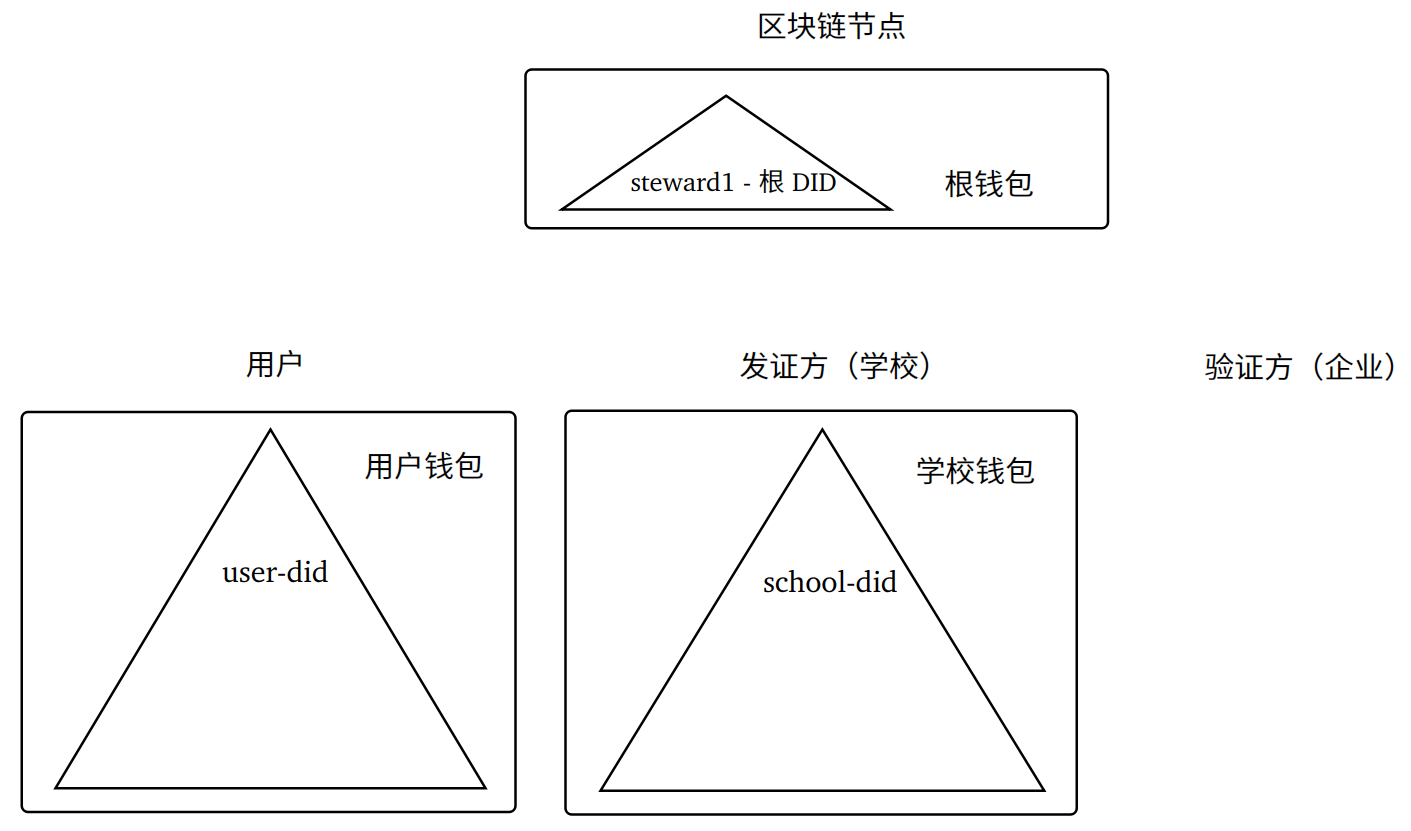 区块链节点
steward1 - 根 DID
根钱包
用户
发证方（学校）
验证方（企业）
用户钱包
学校钱包
user-did
school-did